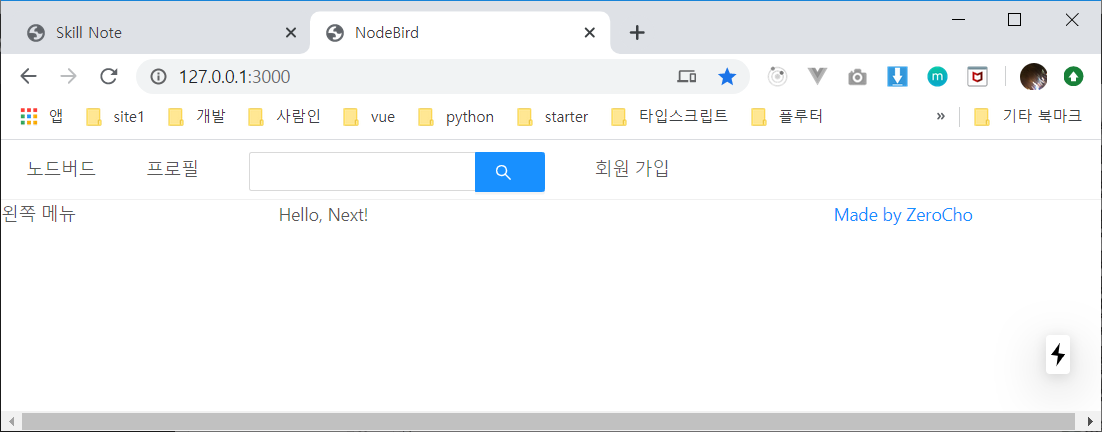 Skill Note
NodeBird
127.0.0.1:3000
앱 site1 개발 사람인 vue python starter 타입스크립트 플루터 » 기타 북마크
노드버드 프로필 회원 가입
왼쪽 메뉴 Hello, Next! Made by ZeroCho